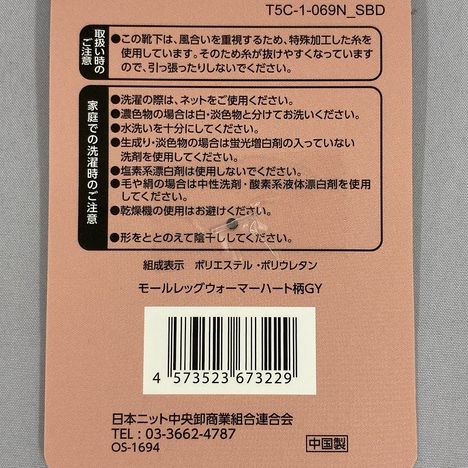 T5C-1-069N_SBD
取扱い時の
ご注意
●この靴下は、風合いを重視するため、特殊加工した糸を
使用しています。そのため糸が抜けやすくなっています
ので、引っ張ったりしないでください。
家庭での洗濯時のご注意
●洗濯の際は、ネットをご使用ください。
●濃色物の場合は白・淡色物と分けてお洗いください。
●水洗いを十分にしてください。
●生成り・淡色物の場合は蛍光増白剤の入っていない
洗剤を使用してください。
●塩素系漂白剤は使用しないでください。
●毛や絹の場合は中性洗剤・酸素系液体漂白剤を使用
してください。
●乾燥機の使用はお避けください。
●形をととのえて陰干ししてください。
組成表示 ポリエステル・ポリウレタン
モールレッグウォーマーハート柄GY
4 573523 673229
日本ニット中央卸商業組合連合会
TEL : 03-3662-4787
OS-1694
中国製